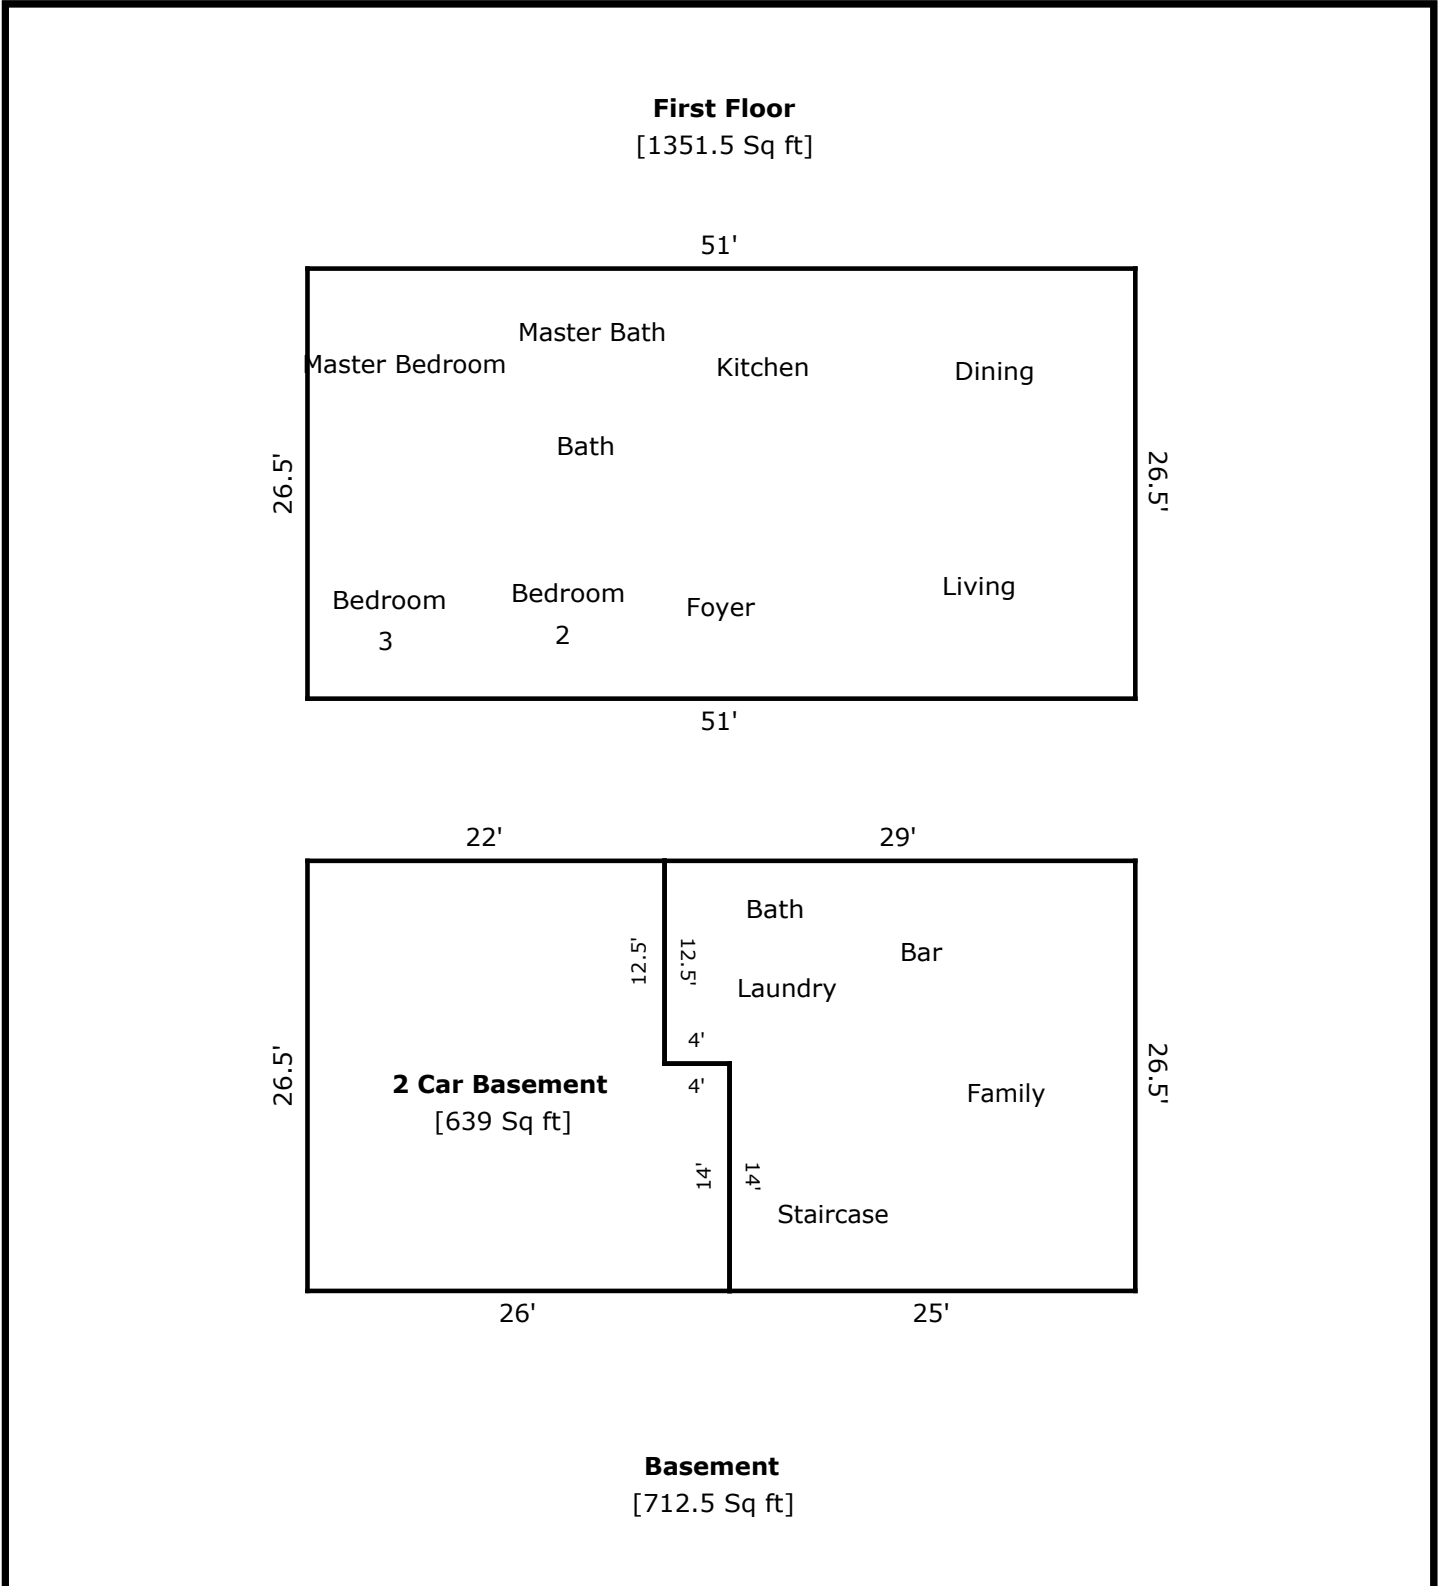 First Floor
[1351.5 Sq ft]
51'
Master Bath
Master Bedroom
Kitchen
Dining
Bath
26.5'
26.5'
Bedroom
3
Bedroom
2
Foyer
Living
51'
22'
29'
Bath
Bar
12.5'
12.5'
Laundry
4'
4'
26.5'
26.5'
2 Car Basement
[639 Sq ft]
Family
14'
14'
Staircase
26'
25'
Basement
[712.5 Sq ft]